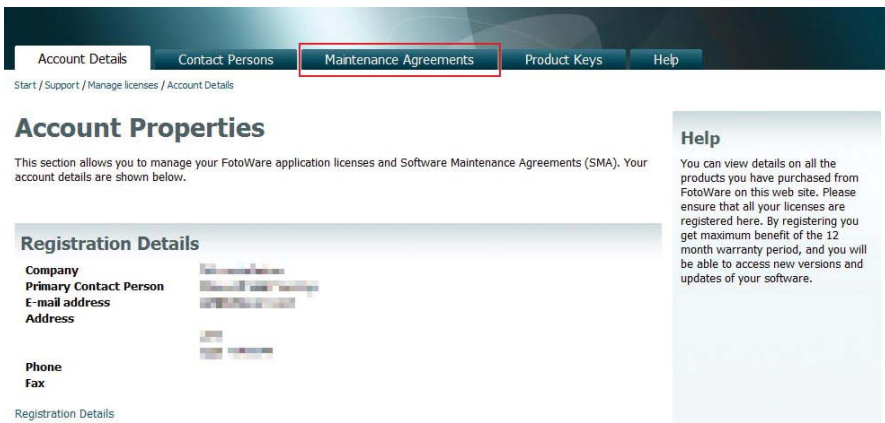 Account Details
Contact Persons
Maintenance Agreements
Product Keys
Help
Start / Support / Manage licenses / Account Details
Account Properties
This section allows you to manage your FotoWare application licenses and Software Maintenance Agreements (SMA). Your
account details are shown below.
Registration Details
Company
Primary Contact Person
E-mail address
Address
Phone
Fax
Registration Details
Help
You can view details on all the
products you have purchased from
FotoWare on this web site. Please
ensure that all your licenses are
registered here. By registering you
get maximum benefit of the 12
month warranty period, and you will
be able to access new versions and
updates of your software.